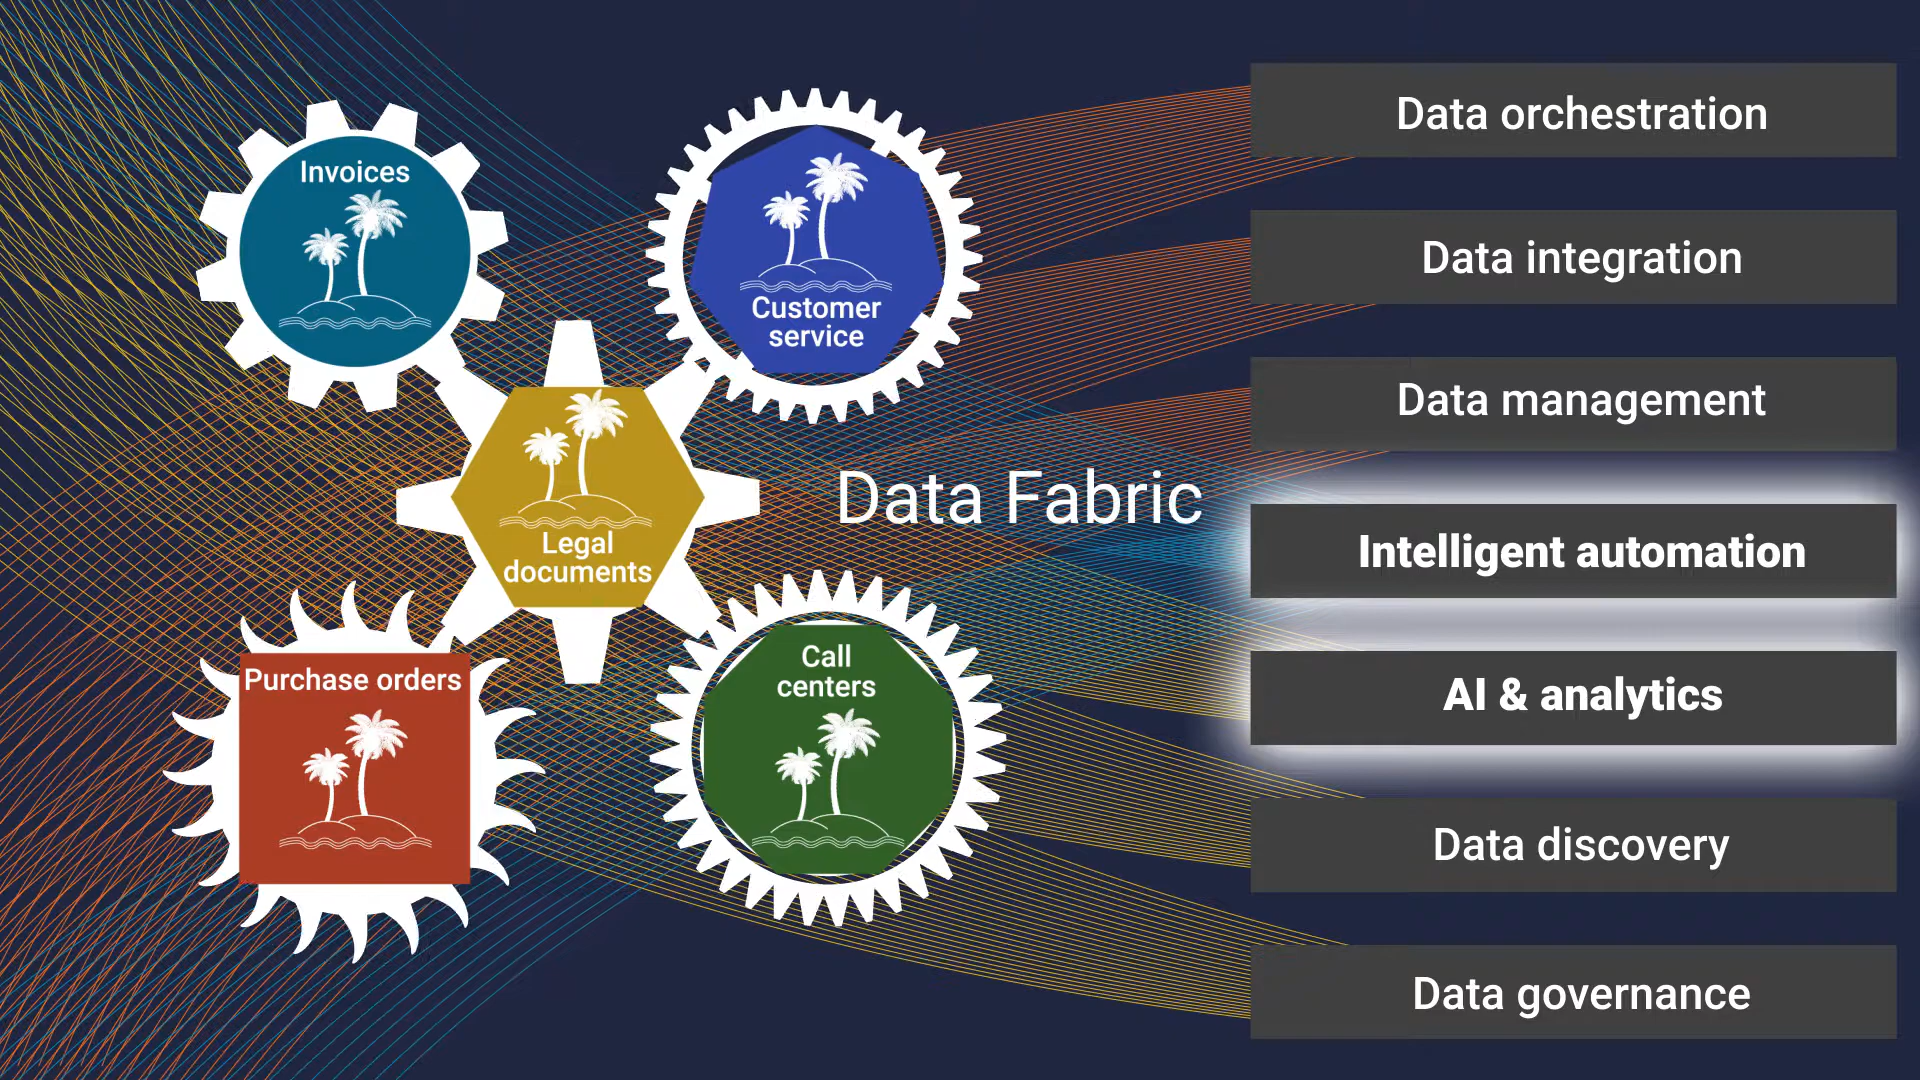 Invoices
Customer
service
Legal
documents
Purchase orders
Call
centers
Data Fabric
Data orchestration
Data integration
Data management
Intelligent automation
AI & analytics
Data discovery
Data governance